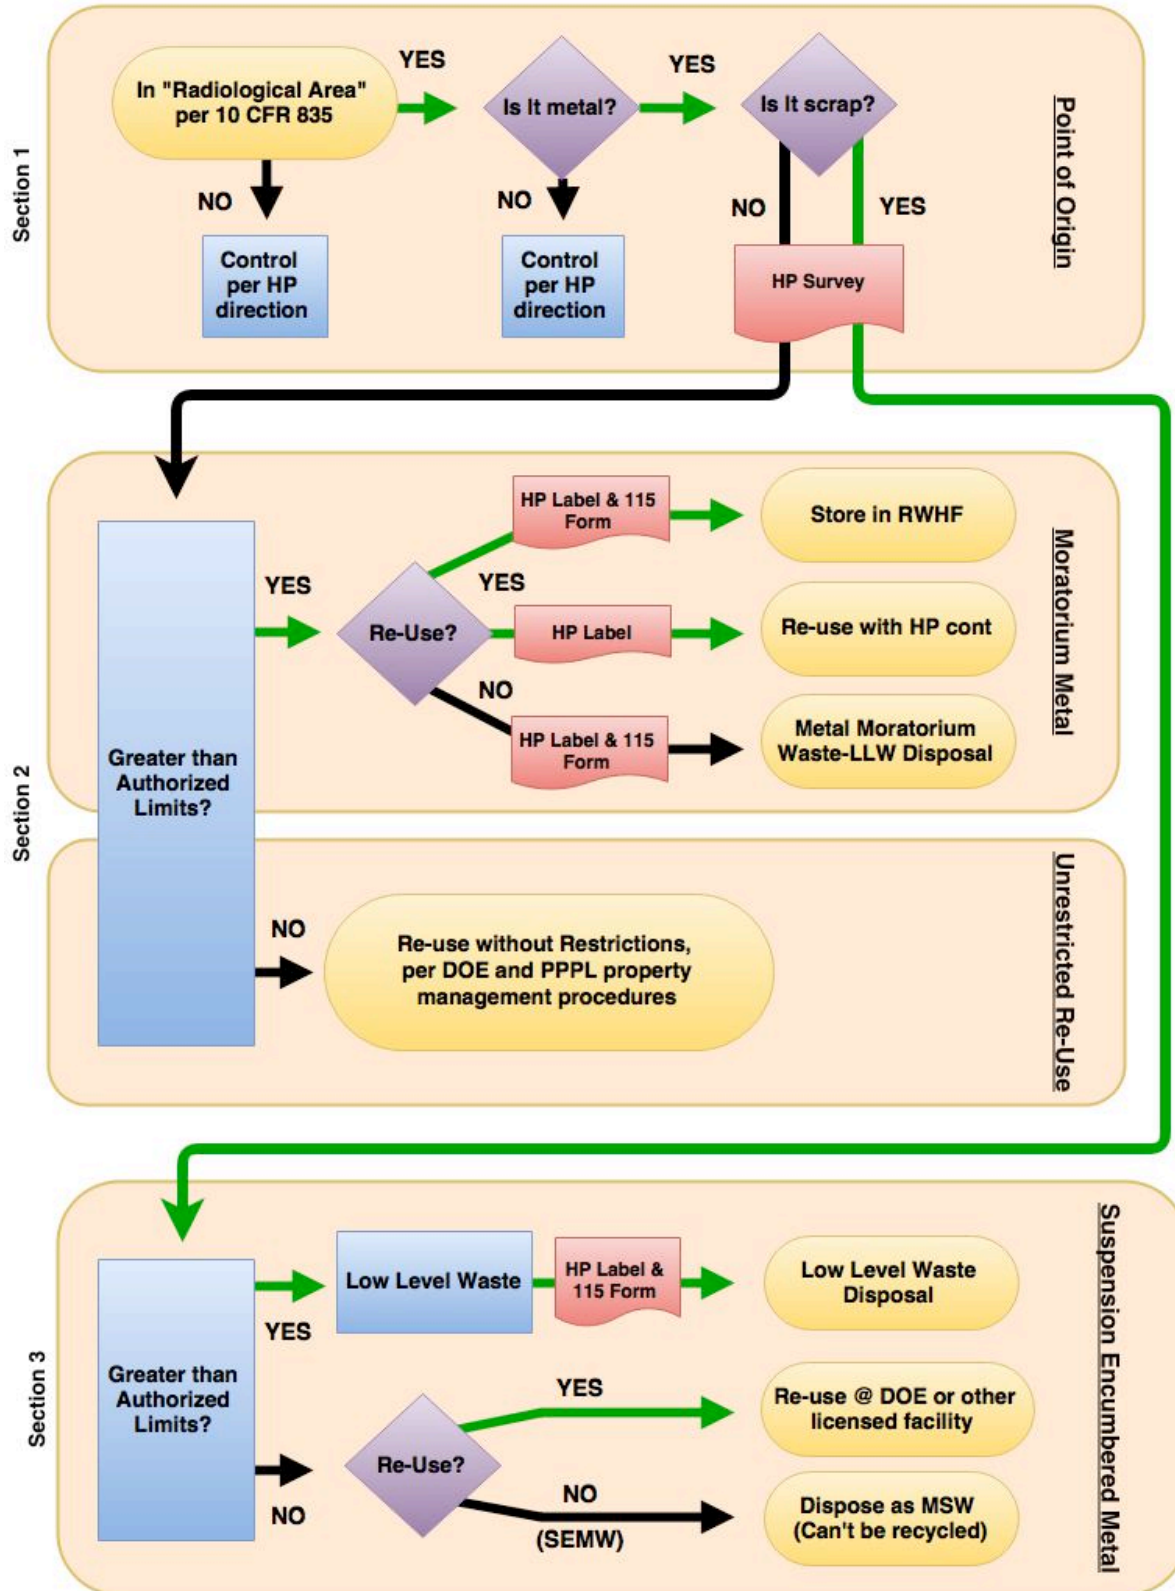 Section 1
Point of Origin
In "Radiological Area"
per 10 CFR 835
YES
Is It metal?
YES
Is It scrap?
NO
Control
per HP
direction
NO
Control
per HP
direction
NO
YES
HP Survey
Section 2
Moratorium Metal
Greater than
Authorized
Limits?
YES
Re-Use?
YES
HP Label & 115
Form
Store in RWHF
HP Label
Re-use with HP cont
NO
HP Label & 115
Form
Metal Moratorium
Waste-LLW Disposal
Unrestricted Re-Use
NO
Re-use without Restrictions,
per DOE and PPPL property
management procedures
Section 3
Suspension Encumbered Metal
Greater than
Authorized
Limits?
YES
Low Level Waste
HP Label &
115 Form
Low Level Waste
Disposal
NO
Re-Use?
YES
Re-use @ DOE or other
licensed facility
NO
(SEMW)
Dispose as MSW
(Can't be recycled)